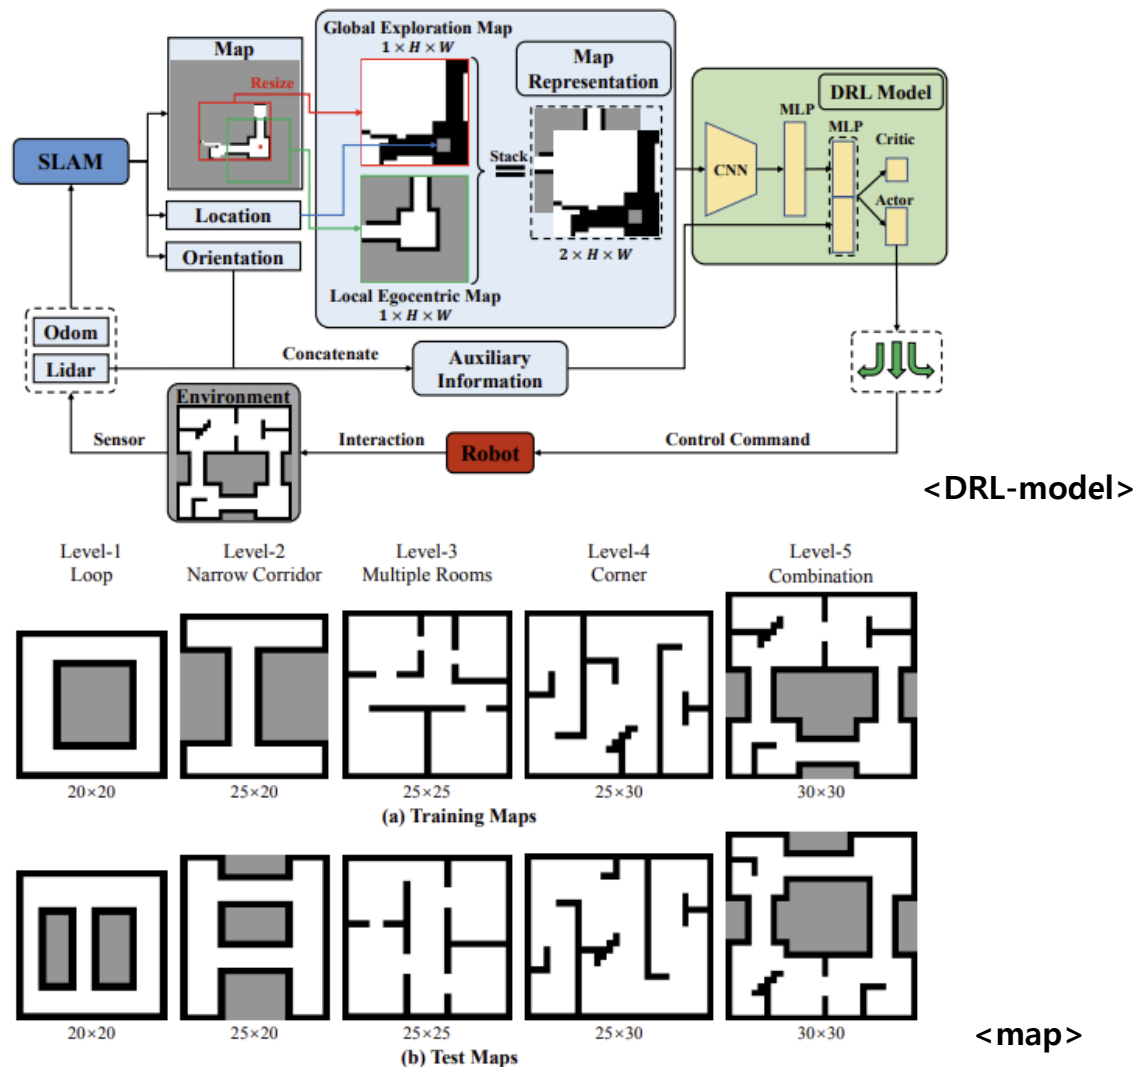 Global Exploration Map
1 × H × W
Map
Resize
Map
Representation
DRL Model
MLP
MLP
Critic
SLAM
Stack
CNN
Actor
Location
Orientation
2 × H × W
Local Egocentric Map
1 × H × W
Odom
Lidar
Concatenate
Auxiliary
Information
Environment
Sensor
Interaction
Robot
Control Command
<DRL-model>
Level-1
Loop
Level-2
Narrow Corridor
Level-3
Multiple Rooms
Level-4
Corner
Level-5
Combination
20×20
25×20
25×25
25×30
30×30
(a) Training Maps
20×20
25×20
25×25
25×30
30×30
(b) Test Maps
<map>